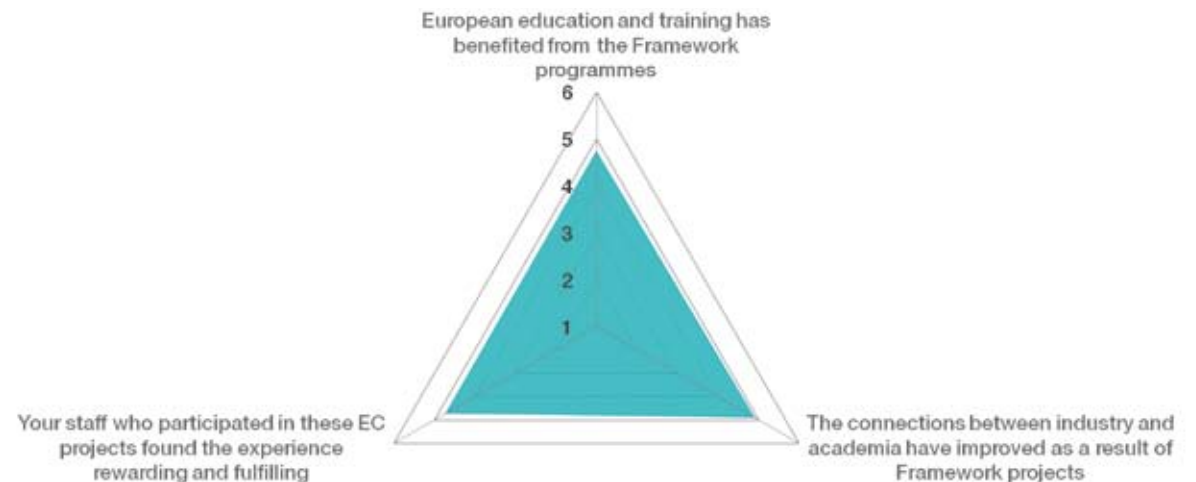 European education and training has
benefited from the Framework
programmes
6
5
4
3
2
1
Your staff who participated in these EC
projects found the experience
rewarding and fulfilling
The connections between industry and
academia have improved as a result of
Framework projects